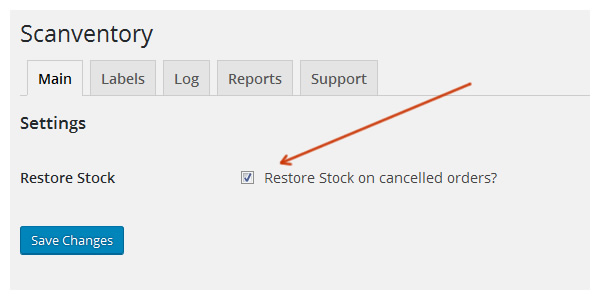 Scanventory
Main Labels Log Reports Support
Settings
Restore Stock Restore Stock on cancelled orders?
Save Changes